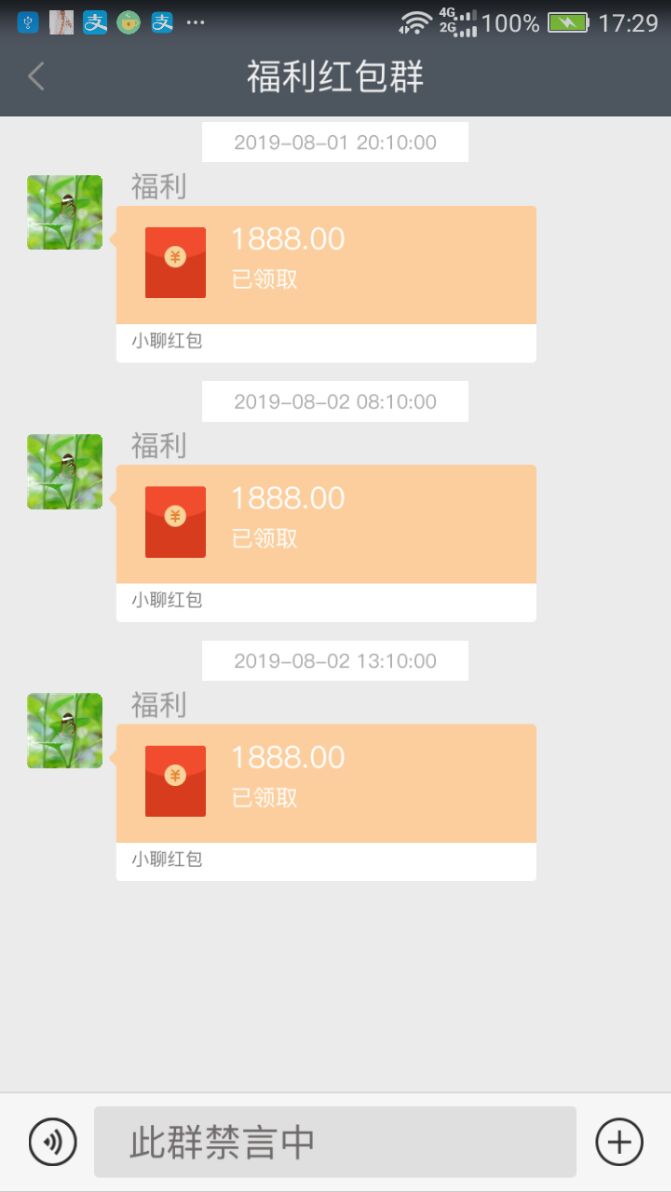 支 支 ...
4G
2G 100% 17:29
福利红包群
2019-08-01 20:10:00
福利
1888.00
已领取
小聊红包
2019-08-02 08:10:00
福利
1888.00
已领取
小聊红包
2019-08-02 13:10:00
福利
1888.00
已领取
小聊红包
此群禁言中